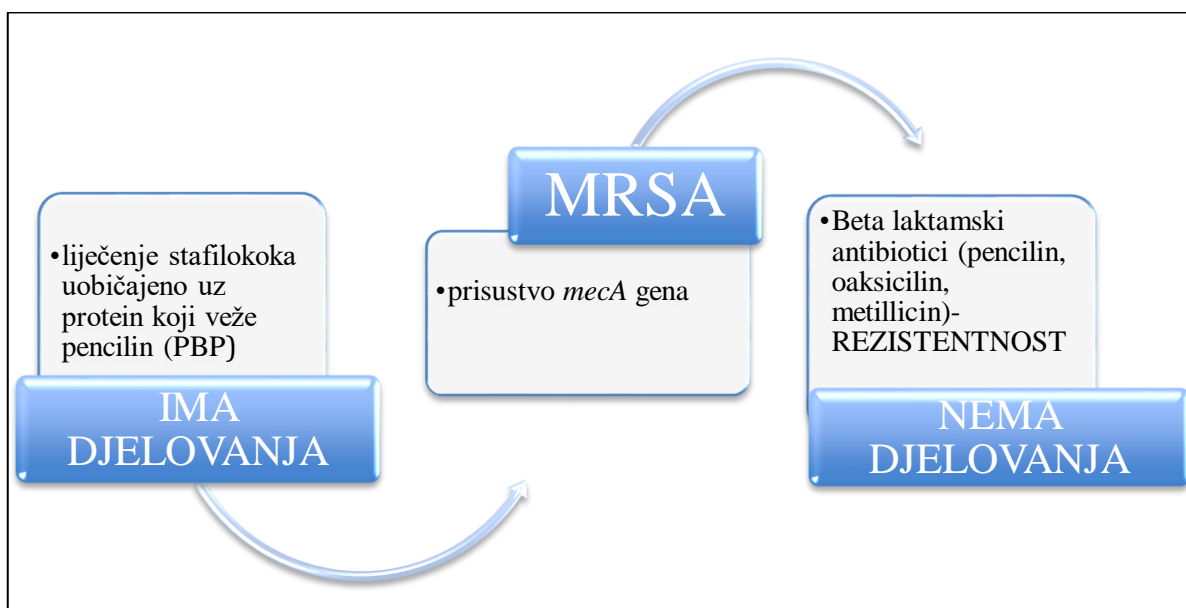 •liječenje stafilokoka
uobičajeno uz
protein koji veže
pencilin (PBP)
IMA
DJELOVANJA
MRSA
•prisustvo mecA gena
•Beta laktamski
antibiotici (pencilin,
oaksicilin,
metillicin)-
REZISTENTNOST
NEMA
DJELOVANJA